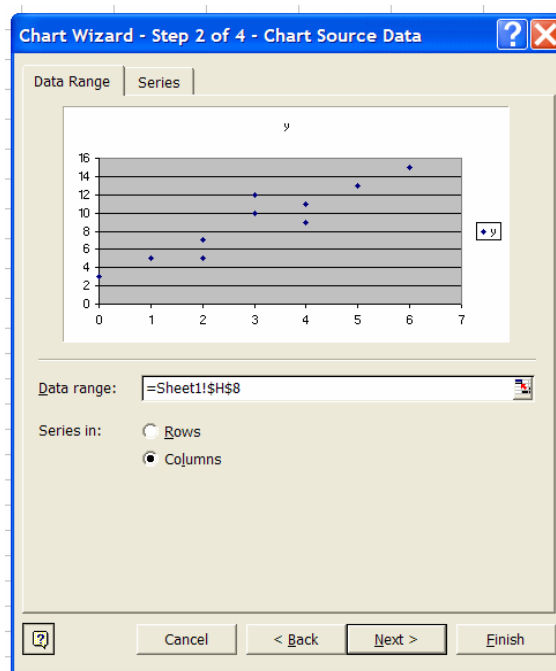 Chart Wizard - Step 2 of 4 - Chart Source Data ? X
Data Range Series
y
16
14
12
10
8
6
4
2
0
0 1 2 3 4 5 6 7
y
Data range: =Sheet1!$H$8
Series in: Rows
Columns
? Cancel < Back Next > Finish